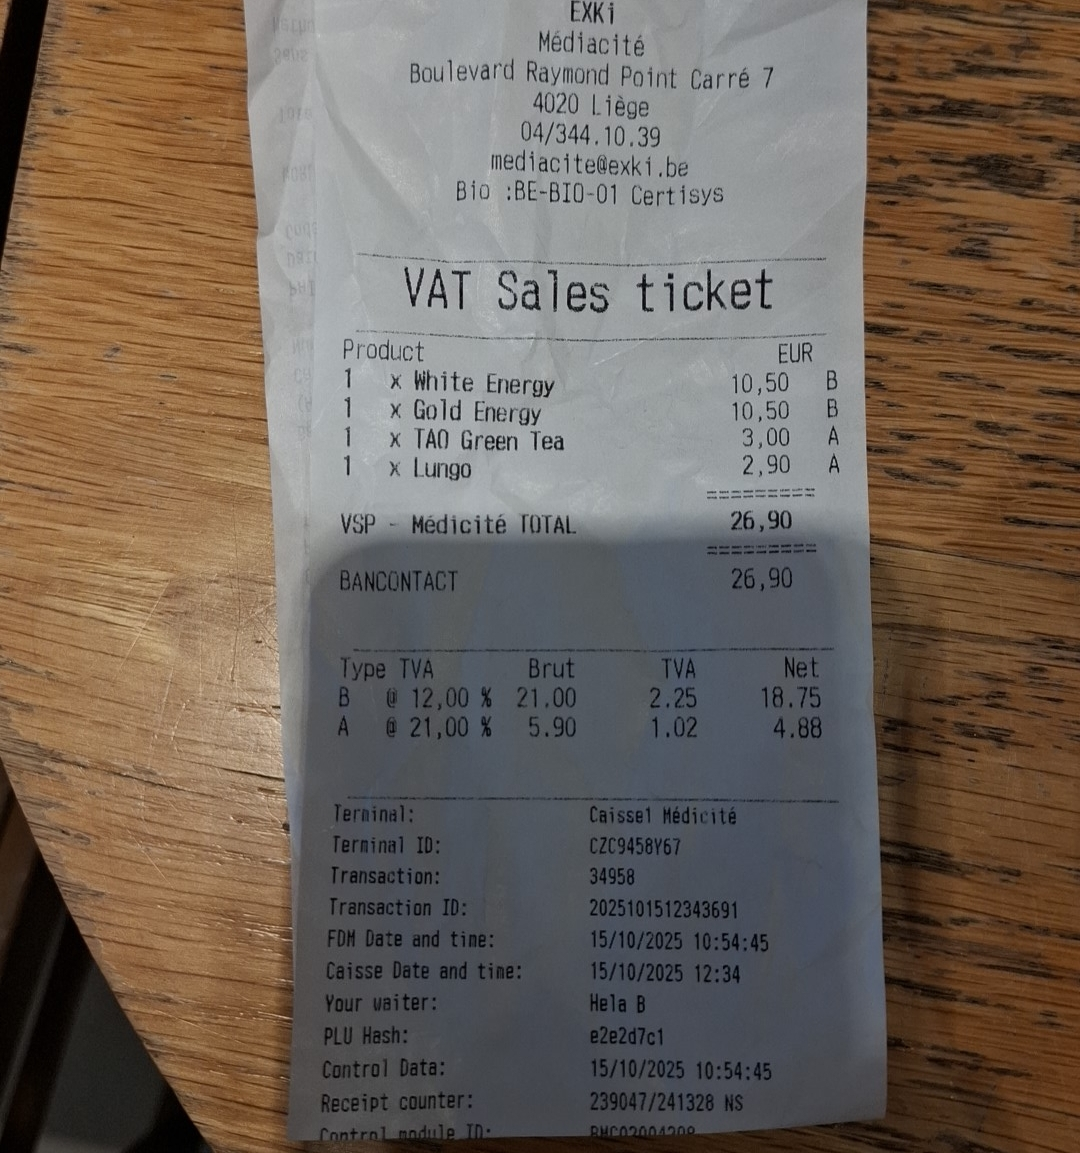 EXKi
Médiacité
Boulevard Raymond Point Carré 7
4020 Liège
04/344.10.39
mediacite@exki.be
Bio :BE-BIO-01 Certisys
VAT Sales ticket
Product EUR
1 x White Energy 10,50 B
1 x Gold Energy 10,50 B
1 x TAO Green Tea 3,00 A
1 x Lungo 2,90 A
=========
VSP - Médicité TOTAL 26,90
=========
BANCONTACT 26,90
Type TVA Brut TVA Net
B @ 12,00 % 21.00 2.25 18.75
A @ 21,00 % 5.90 1.02 4.88
Terminal: Caisse1 Médicité
Terminal ID: CZC9458Y67
Transaction: 34958
Transaction ID: 2025101512343691
FDM Date and time: 15/10/2025 10:54:45
Caisse Date and time: 15/10/2025 12:34
Your waiter: Hela B
PLU Hash: e2e2d7c1
Control Data: 15/10/2025 10:54:45
Receipt counter: 239047/241328 NS
Control module ID: